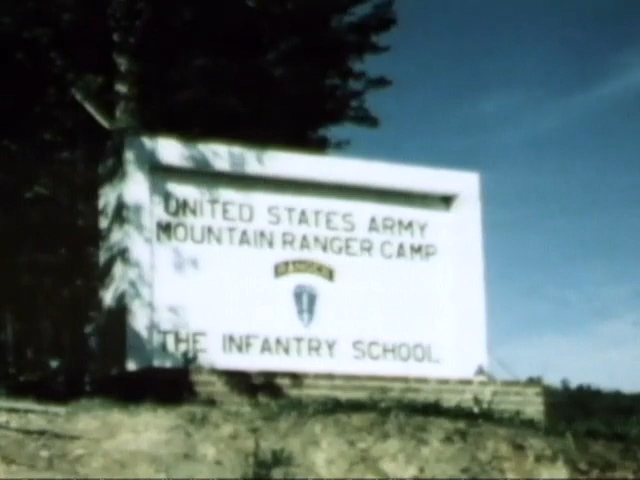 UNITED STATES ARMY
MOUNTAIN RANGER CAMP
RANGER
THE INFANTRY SCHOOL